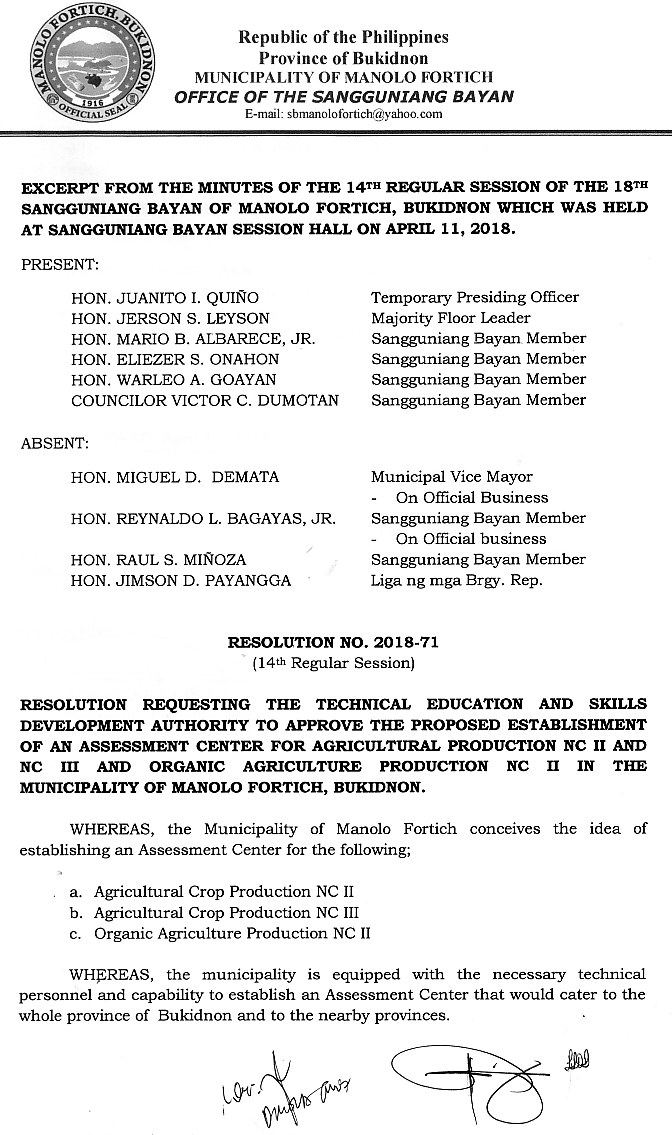 MANOLO FORTICH, BUKIDNON
1916
OFFICIAL SEAL
Republic of the Philippines
Province of Bukidnon
MUNICIPALITY OF MANOLO FORTICH
OFFICE OF THE SANGGUNIANG BAYAN
E-mail: sbmanolofortich@yahoo.com
EXCERPT FROM THE MINUTES OF THE 14TH REGULAR SESSION OF THE 18TH
SANGGUNIANG BAYAN OF MANOLO FORTICH, BUKIDNON WHICH WAS HELD
AT SANGGUNIANG BAYAN SESSION HALL ON APRIL 11, 2018.
PRESENT:
HON. JUANITO I. QUIÑO Temporary Presiding Officer
HON. JERSON S. LEYSON Majority Floor Leader
HON. MARIO B. ALBARECE, JR. Sangguniang Bayan Member
HON. ELIEZER S. ONAHON Sangguniang Bayan Member
HON. WARLEO A. GOAYAN Sangguniang Bayan Member
COUNCILOR VICTOR C. DUMOTAN Sangguniang Bayan Member
ABSENT:
HON. MIGUEL D. DEMATA Municipal Vice Mayor
- On Official Business
HON. REYNALDO L. BAGAYAS, JR. Sangguniang Bayan Member
- On Official business
HON. RAUL S. MIÑOZA Sangguniang Bayan Member
HON. JIMSON D. PAYANGGA Liga ng mga Brgy. Rep.
RESOLUTION NO. 2018-71
(14th Regular Session)
RESOLUTION REQUESTING THE TECHNICAL EDUCATION AND SKILLS
DEVELOPMENT AUTHORITY TO APPROVE THE PROPOSED ESTABLISHMENT
OF AN ASSESSMENT CENTER FOR AGRICULTURAL PRODUCTION NC II AND
NC III AND ORGANIC AGRICULTURE PRODUCTION NC II IN THE
MUNICIPALITY OF MANOLO FORTICH, BUKIDNON.
WHEREAS, the Municipality of Manolo Fortich conceives the idea of
establishing an Assessment Center for the following;
a. Agricultural Crop Production NC II
b. Agricultural Crop Production NC III
c. Organic Agriculture Production NC II
WHEREAS, the municipality is equipped with the necessary technical
personnel and capability to establish an Assessment Center that would cater to the
whole province of Bukidnon and to the nearby provinces.